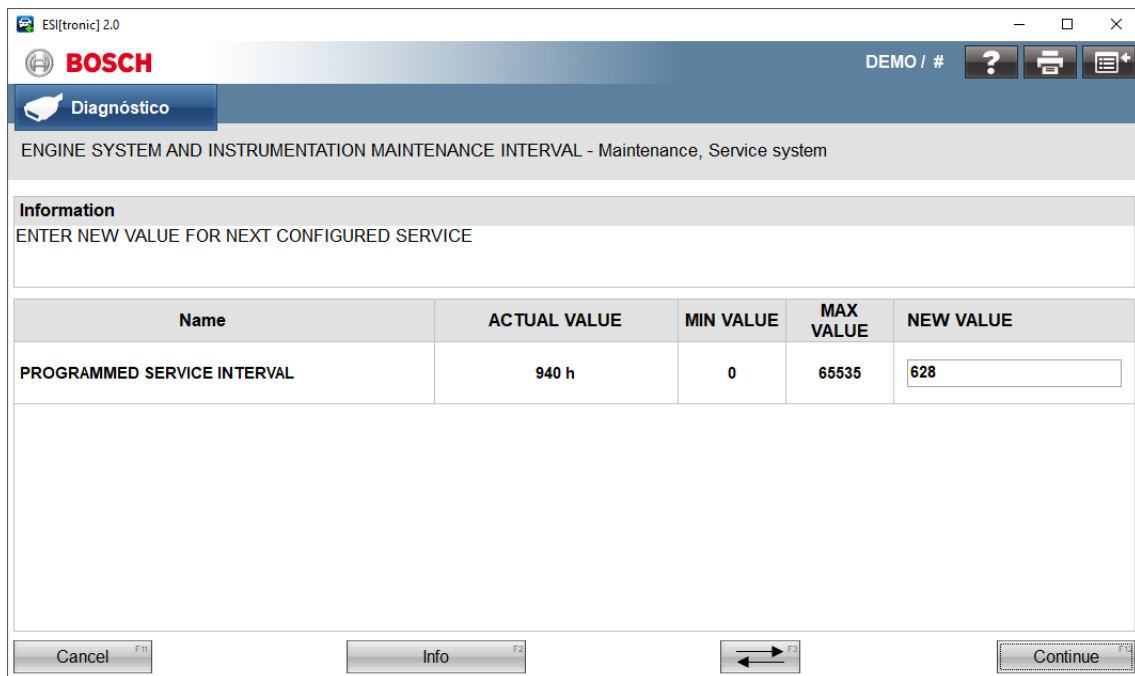 ESI[tronic] 2.0
BOSCH
DEMO / #
?
Diagnóstico
ENGINE SYSTEM AND INSTRUMENTATION MAINTENANCE INTERVAL - Maintenance, Service system
Information
ENTER NEW VALUE FOR NEXT CONFIGURED SERVICE
Name ACTUAL VALUE MIN VALUE MAX VALUE NEW VALUE
PROGRAMMED SERVICE INTERVAL 940 h 0 65535 628
Cancel F11 Info F2 F3 Continue F12